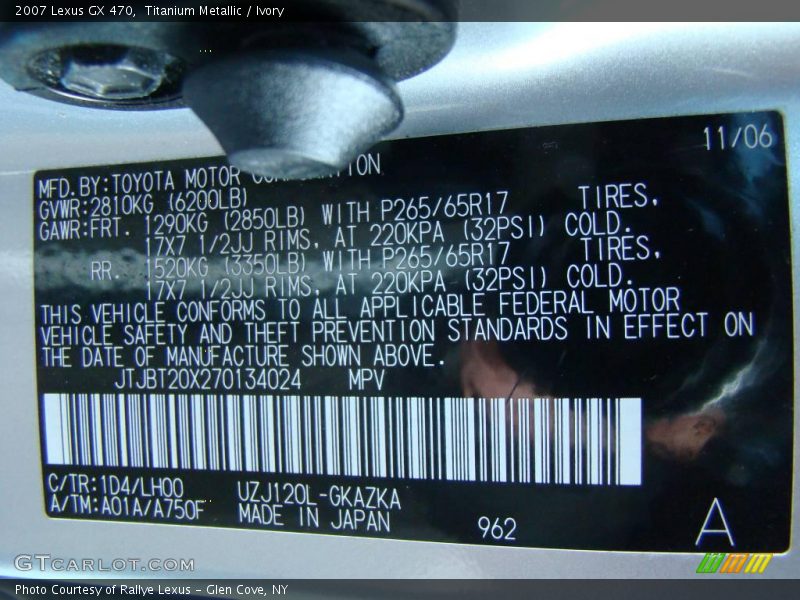 2007 Lexus GX 470, Titanium Metallic / Ivory
11/06
MFD.BY:TOYOTA MOTOR
GVWR:2810KG (6200LB)
GAWR:FRT. 1290KG (2850LB) WITH P265/65R17 TIRES,
17X7 1/2JJ RIMS, AT 220KPA (32PSI) COLD.
RR. 1520KG (3350LB) WITH P265/65R17 TIRES,
17X7 1/2JJ RIMS, AT 220KPA (32PSI) COLD.
THIS VEHICLE CONFORMS TO ALL APPLICABLE FEDERAL MOTOR
VEHICLE SAFETY AND THEFT PREVENTION STANDARDS IN EFFECT ON
THE DATE OF MANUFACTURE SHOWN ABOVE.
JTJBT20X270134024 MPV
C/TR:1D4/LH00 UZJ120L-GKAZKA
A/TM:A01A/A750F MADE IN JAPAN 962 A
GTCARLOT.COM
Photo Courtesy of Rallye Lexus – Glen Cove, NY